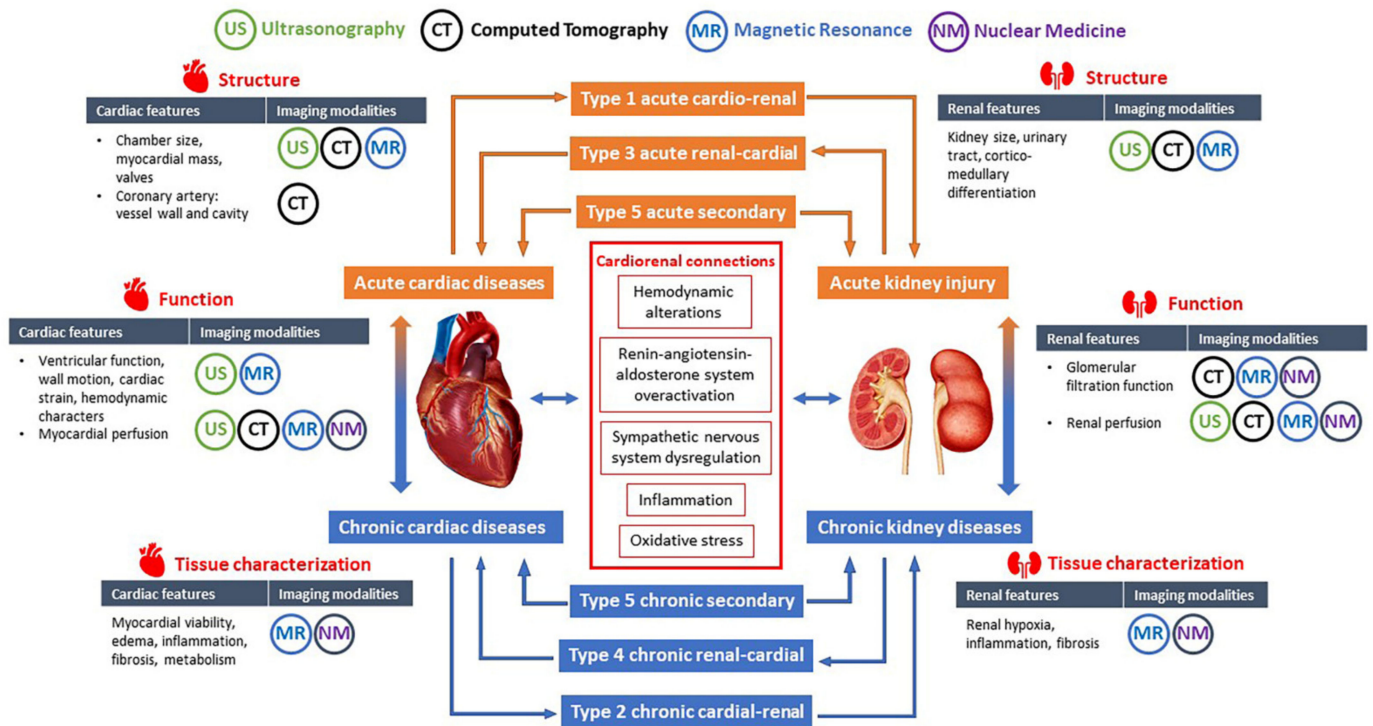 US Ultrasonography CT Computed Tomography MR Magnetic Resonance NM Nuclear Medicine
Structure
Cardiac features Imaging modalities
• Chamber size,
myocardial mass,
valves
US CT MR
• Coronary artery:
vessel wall and cavity
CT
Function
Cardiac features Imaging modalities
• Ventricular function,
wall motion, cardiac
strain, hemodynamic
characters
US MR
• Myocardial perfusion
US CT MR NM
Tissue characterization
Cardiac features Imaging modalities
Myocardial viability,
edema, inflammation,
fibrosis, metabolism
MR NM
Type 1 acute cardio-renal
Type 3 acute renal-cardial
Type 5 acute secondary
Acute cardiac diseases
Acute kidney injury
Cardiorenal connections
Hemodynamic
alterations
Renin-angiotensin-
aldosterone system
overactivation
Sympathetic nervous
system dysregulation
Inflammation
Oxidative stress
Chronic cardiac diseases
Chronic kidney diseases
Type 5 chronic secondary
Type 4 chronic renal-cardial
Type 2 chronic cardial-renal
Structure
Renal features Imaging modalities
Kidney size, urinary
tract, cortico-
medullary
differentiation
US CT MR
Function
Renal features Imaging modalities
• Glomerular
filtration function
CT MR NM
• Renal perfusion
US CT MR NM
Tissue characterization
Renal features Imaging modalities
Renal hypoxia,
inflammation, fibrosis
MR NM